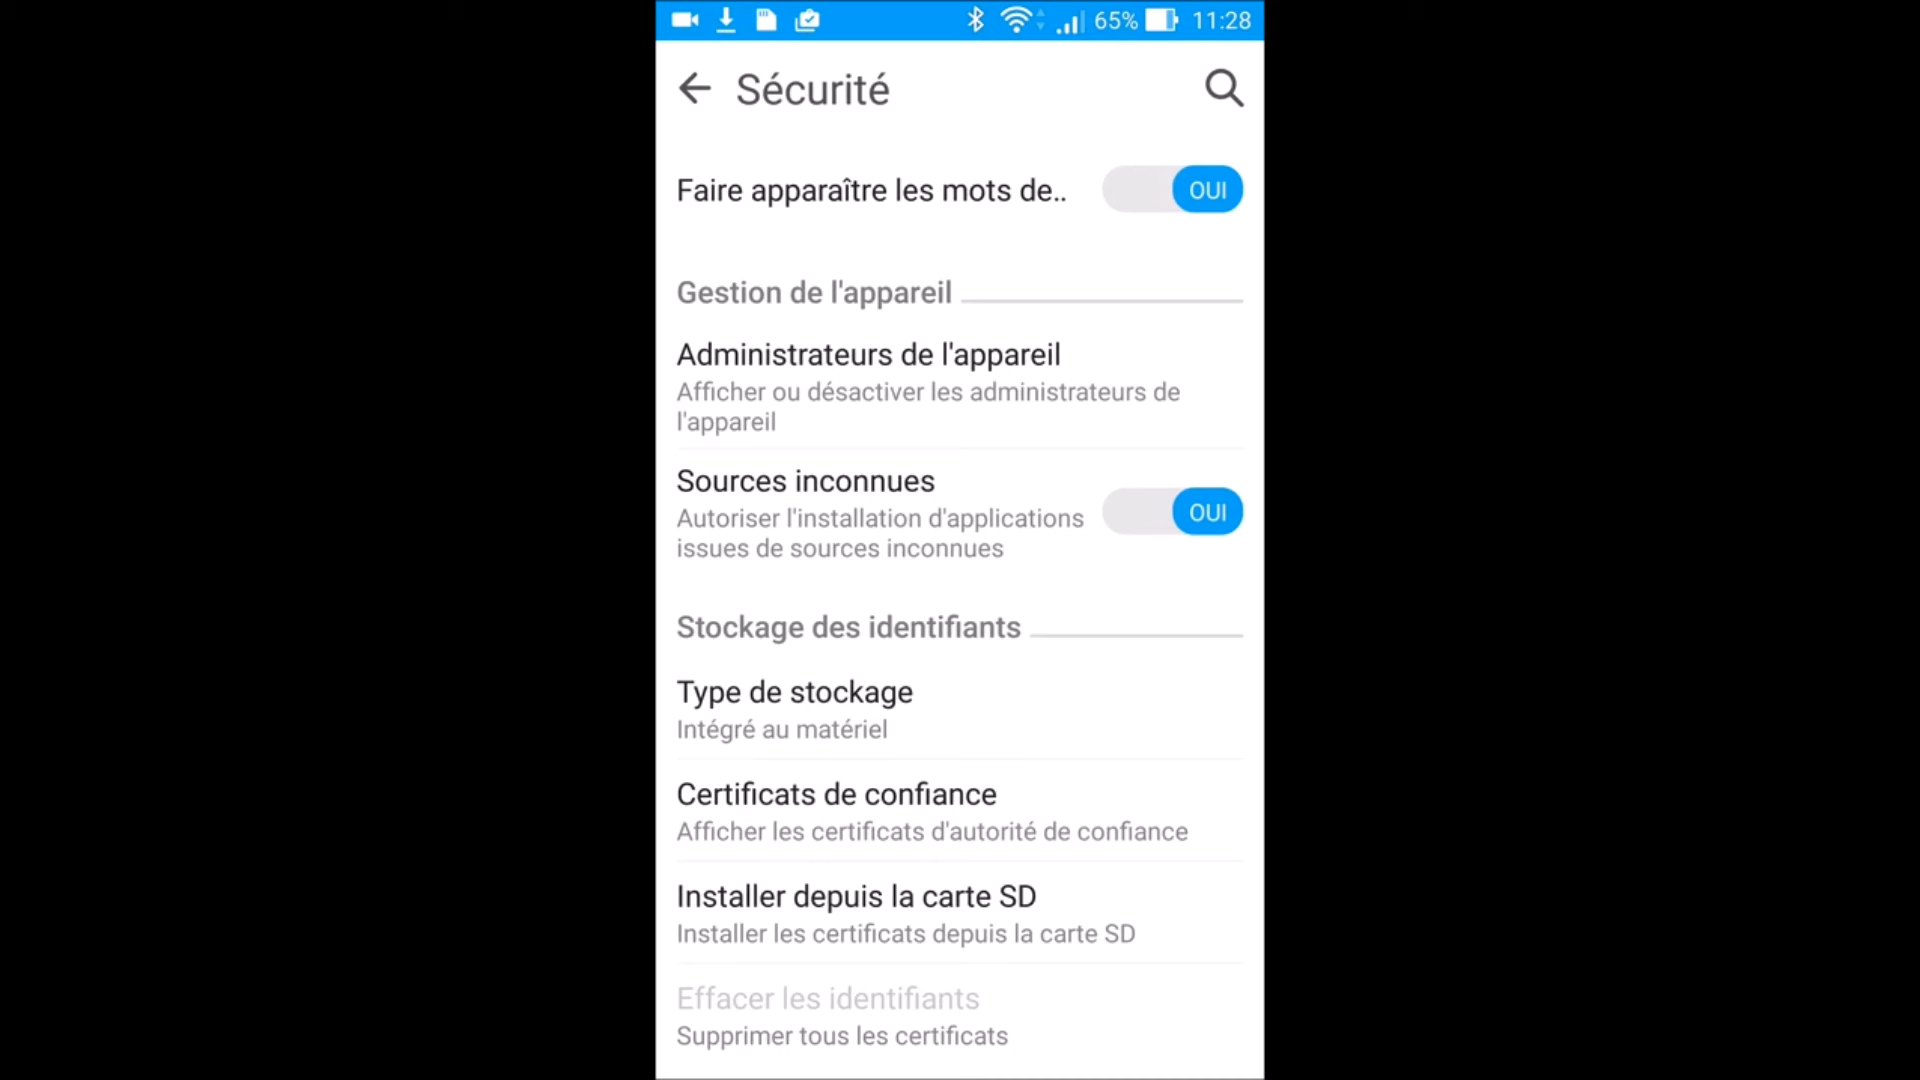 65% 11:28
Sécurité
Faire apparaître les mots de.. OUI
Gestion de l'appareil
Administrateurs de l'appareil
Afficher ou désactiver les administrateurs de
l'appareil
Sources inconnues
Autoriser l'installation d'applications
issues de sources inconnues
OUI
Stockage des identifiants
Type de stockage
Intégré au matériel
Certificats de confiance
Afficher les certificats d'autorité de confiance
Installer depuis la carte SD
Installer les certificats depuis la carte SD
Effacer les identifiants
Supprimer tous les certificats